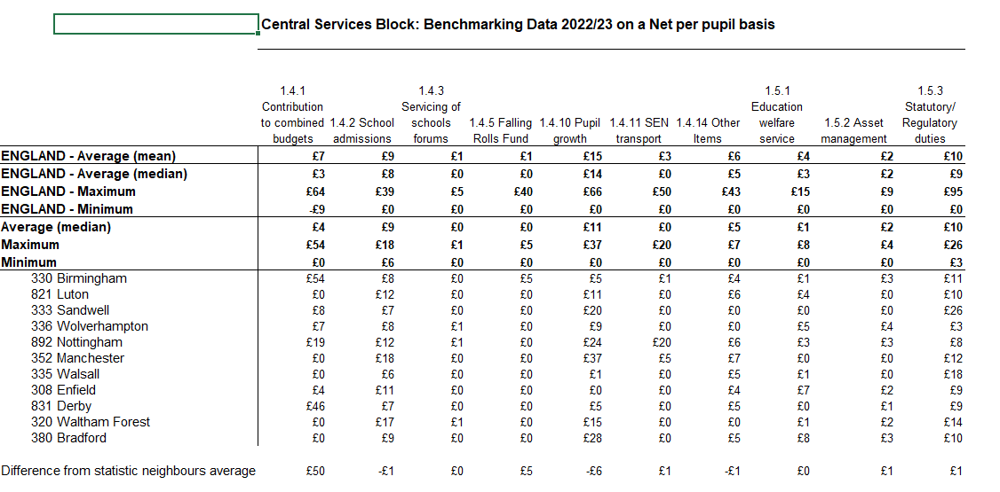 Central Services Block: Benchmarking Data 2022/23 on a Net per pupil basis
1.4.1 1.4.3 1.5.1 1.5.3
Contribution Servicing of Education Statutory/
to combined 1.4.2 School schools 1.4.5 Falling 1.4.10 Pupil 1.4.11 SEN 1.4.14 Other welfare 1.5.2 Asset Regulatory
budgets admissions forums Rolls Fund growth transport Items service management duties
ENGLAND - Average (mean) £7 £9 £1 £1 £15 £3 £6 £4 £2 £10
ENGLAND - Average (median) £3 £8 £0 £0 £14 £0 £5 £3 £2 £9
ENGLAND - Maximum £64 £39 £5 £40 £66 £50 £43 £15 £9 £95
ENGLAND - Minimum -£9 £0 £0 £0 £0 £0 £0 £0 £0 £0
Average (median) £4 £9 £0 £0 £11 £0 £5 £1 £2 £10
Maximum £54 £18 £1 £5 £37 £20 £7 £8 £4 £26
Minimum £0 £6 £0 £0 £0 £0 £0 £0 £0 £3
330 Birmingham £54 £8 £0 £5 £5 £1 £4 £1 £3 £11
821 Luton £0 £12 £0 £0 £11 £0 £6 £4 £0 £10
333 Sandwell £8 £7 £0 £0 £20 £0 £0 £0 £0 £26
336 Wolverhampton £7 £8 £1 £0 £9 £0 £0 £5 £4 £3
892 Nottingham £19 £12 £1 £0 £24 £20 £6 £3 £3 £8
352 Manchester £0 £18 £0 £0 £37 £5 £7 £0 £0 £12
335 Walsall £0 £6 £0 £0 £1 £0 £5 £1 £0 £18
308 Enfield £4 £11 £0 £0 £0 £0 £4 £7 £2 £9
831 Derby £46 £7 £0 £0 £5 £0 £5 £0 £1 £9
320 Waltham Forest £0 £17 £1 £0 £15 £0 £0 £1 £2 £14
380 Bradford £0 £9 £0 £0 £28 £0 £5 £8 £3 £10
Difference from statistic neighbours average £50 -£1 £0 £5 -£6 £1 -£1 £0 £1 £1